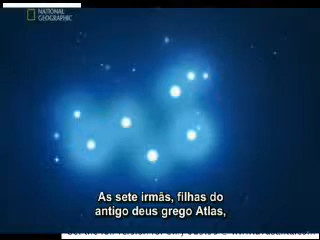 NATIONAL
GEOGRAPHIC
As sete irmãs, filhas do
antigo deus grego Atlas,